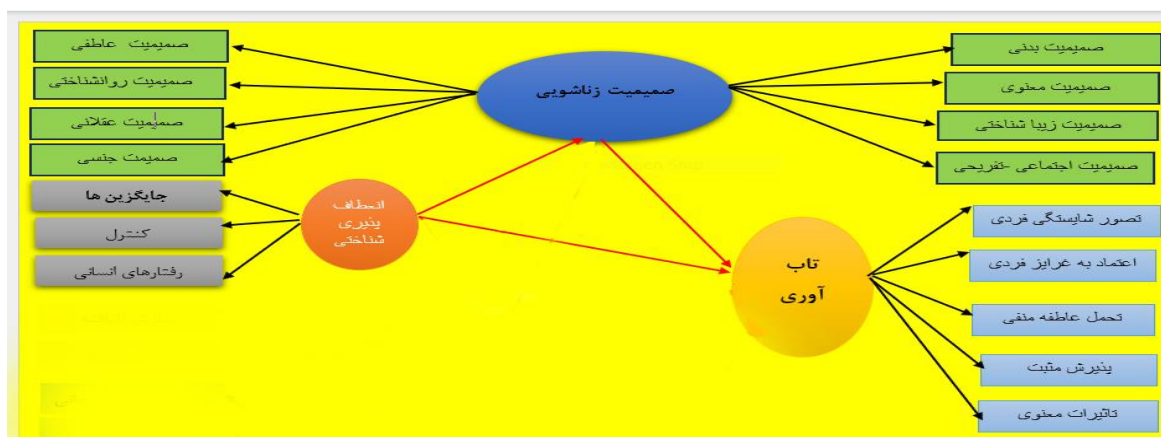 صمیمیت عاطفی
صمیمیت روانشناختی
صمیمیت عقلانی
صمیمت جنسی
صمیمیت زناشویی
صمیمیت بدنی
صمیمیت معنوی
صمیمیت زیبا شناختی
صمیمیت اجتماعی -تفریحی
جایگزین ها
کنترل
رفتارهای انسانی
انعطاف
پذیری
شناختی
تاب
آوری
تصور شایستگی فردی
اعتماد به غرایز فردی
تحمل عاطفه منفی
پذیرش مثبت
تاثیرات معنوی